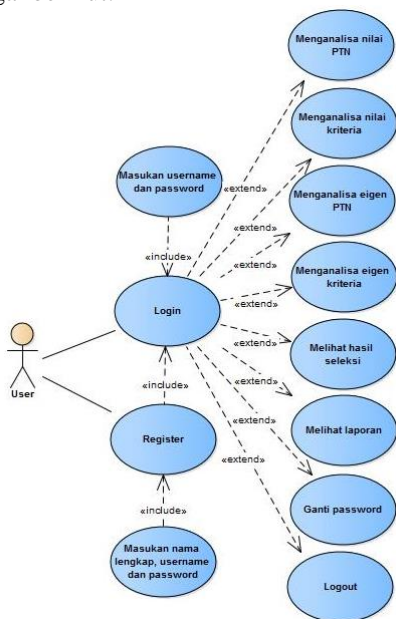 Menganalisa nilai
PTN
Menganalisa nilai
kriteria
Masukan username
dan password
«extend»
Menganalisa eigen
PTN
«extend»
«include»
«extend»
Menganalisa eigen
kriteria
«extend»
Login
«extend»
Melihat hasil
seleksi
«extend»
User
«include»
«extend»
Melihat laporan
Register
«extend»
Ganti password
«include»
Masukan nama
lengkap, username
dan password
Logout